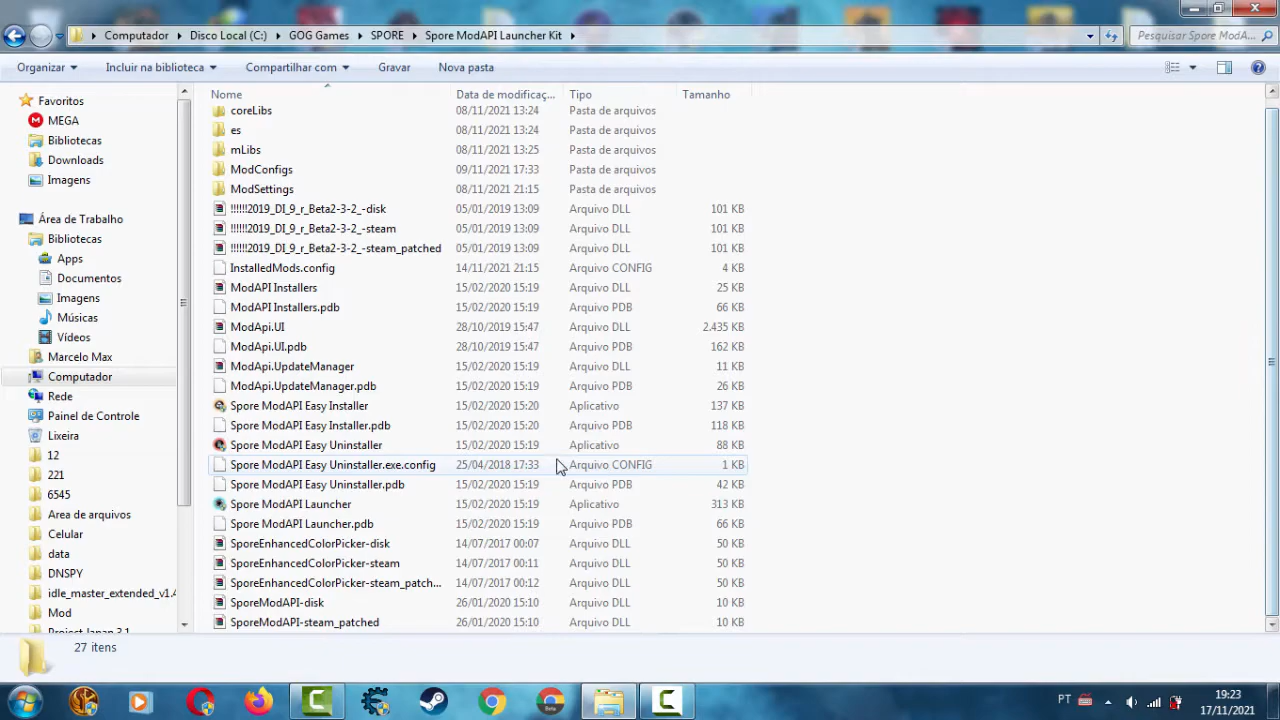 Computador Disco Local (C:) GOG Games SPORE Spore ModAPI Launcher Kit Pesquisar Spore ModA...
Organizar Incluir na biblioteca Compartilhar com Gravar Nova pasta
Nome Data de modificaç... Tipo Tamanho
Favoritos
MEGA
Bibliotecas
Downloads
Imagens
Área de Trabalho
Bibliotecas
Apps
Documentos
Imagens
Músicas
Vídeos
Marcelo Max
Computador
Rede
Painel de Controle
Lixeira
12
221
6545
Area de arquivos
Celular
data
DNSPY
idle_master_extended_v1.4
Mod
Project Japan 3.1
coreLibs 08/11/2021 13:24 Pasta de arquivos
es 08/11/2021 13:24 Pasta de arquivos
mLibs 08/11/2021 13:25 Pasta de arquivos
ModConfigs 09/11/2021 17:33 Pasta de arquivos
ModSettings 08/11/2021 21:15 Pasta de arquivos
!!!!!!2019_DI_9_r_Beta2-3-2_-disk 05/01/2019 13:09 Arquivo DLL 101 KB
!!!!!!2019_DI_9_r_Beta2-3-2_-steam 05/01/2019 13:09 Arquivo DLL 101 KB
!!!!!!2019_DI_9_r_Beta2-3-2_-steam_patched 05/01/2019 13:09 Arquivo DLL 101 KB
InstalledMods.config 14/11/2021 21:15 Arquivo CONFIG 4 KB
ModAPI Installers 15/02/2020 15:19 Arquivo DLL 25 KB
ModAPI Installers.pdb 15/02/2020 15:19 Arquivo PDB 66 KB
ModApi.UI 28/10/2019 15:47 Arquivo DLL 2.435 KB
ModApi.UI.pdb 28/10/2019 15:47 Arquivo PDB 162 KB
ModApi.UpdateManager 15/02/2020 15:19 Arquivo DLL 11 KB
ModApi.UpdateManager.pdb 15/02/2020 15:19 Arquivo PDB 26 KB
Spore ModAPI Easy Installer 15/02/2020 15:20 Aplicativo 137 KB
Spore ModAPI Easy Installer.pdb 15/02/2020 15:20 Arquivo PDB 118 KB
Spore ModAPI Easy Uninstaller 15/02/2020 15:19 Aplicativo 88 KB
Spore ModAPI Easy Uninstaller.exe.config 25/04/2018 17:33 Arquivo CONFIG 1 KB
Spore ModAPI Easy Uninstaller.pdb 15/02/2020 15:19 Arquivo PDB 42 KB
Spore ModAPI Launcher 15/02/2020 15:19 Aplicativo 313 KB
Spore ModAPI Launcher.pdb 15/02/2020 15:19 Arquivo PDB 66 KB
SporeEnhancedColorPicker-disk 14/07/2017 00:07 Arquivo DLL 50 KB
SporeEnhancedColorPicker-steam 14/07/2017 00:11 Arquivo DLL 50 KB
SporeEnhancedColorPicker-steam_patch... 14/07/2017 00:12 Arquivo DLL 50 KB
SporeModAPI-disk 26/01/2020 15:10 Arquivo DLL 10 KB
SporeModAPI-steam_patched 26/01/2020 15:10 Arquivo DLL 10 KB
27 itens
Beta
PT
19:23
17/11/2021